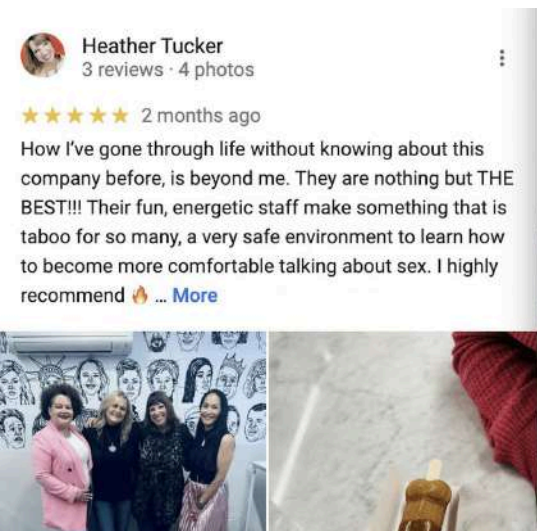 Heather Tucker
3 reviews · 4 photos
★★★★★ 2 months ago
How I've gone through life without knowing about this
company before, is beyond me. They are nothing but THE
BEST!!! Their fun, energetic staff make something that is
taboo for so many, a very safe environment to learn how
to become more comfortable talking about sex. I highly
recommend 🔥 ... More